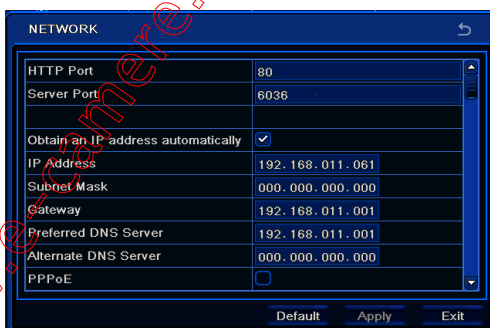 NETWORK
HTTP Port 80
Server Port 6036
Obtain an IP address automatically
IP Address 192.168.011.061
Subnet Mask 000.000.000.000
Gateway 192.168.011.001
Preferred DNS Server 192.168.011.001
Alternate DNS Server 000.000.000.000
PPPoE
Default Apply Exit
e-camere.